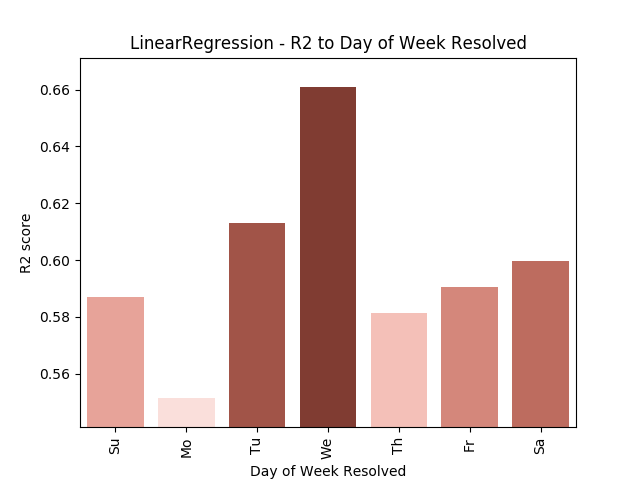 LinearRegression - R2 to Day of Week Resolved
0.66
0.64
0.62
0.60
0.58
0.56
R2 score
Su
Mo
Tu
We
Th
Fr
Sa
Day of Week Resolved